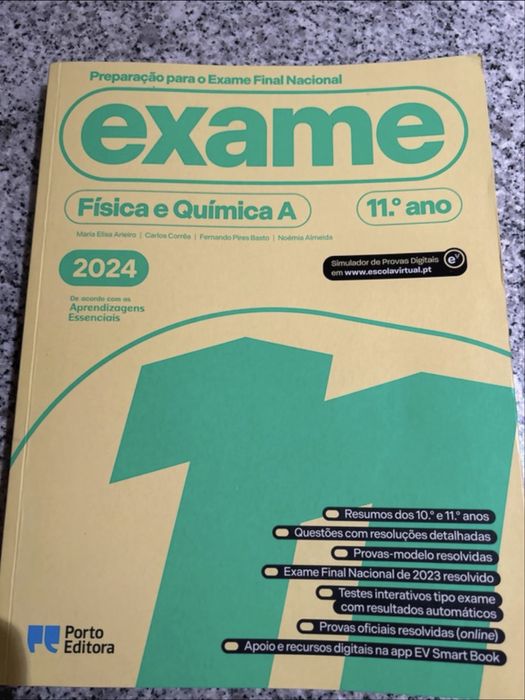 Preparação para o Exame Final Nacional
exame
Física e Química A
11.º ano
Maria Elisa Arieiro | Carlos Corrêa | Fernando Pires Basto | Noémia Almeida
2024
Simulador de Provas Digitais
em www.escolavirtual.pt
eV
De acordo com as
Aprendizagens
Essenciais
11
Resumos dos 10.º e 11.º anos
Questões com resoluções detalhadas
Provas-modelo resolvidas
Exame Final Nacional de 2023 resolvido
Testes interativos tipo exame
com resultados automáticos
Provas oficiais resolvidas (online)
Apoio e recursos digitais na app EV Smart Book
Porto
Editora